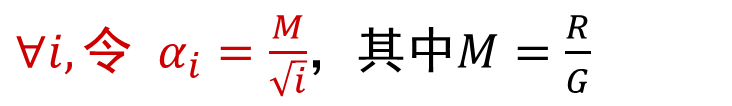 ∀i,令 αᵢ = M/√i, 其中M = R/G